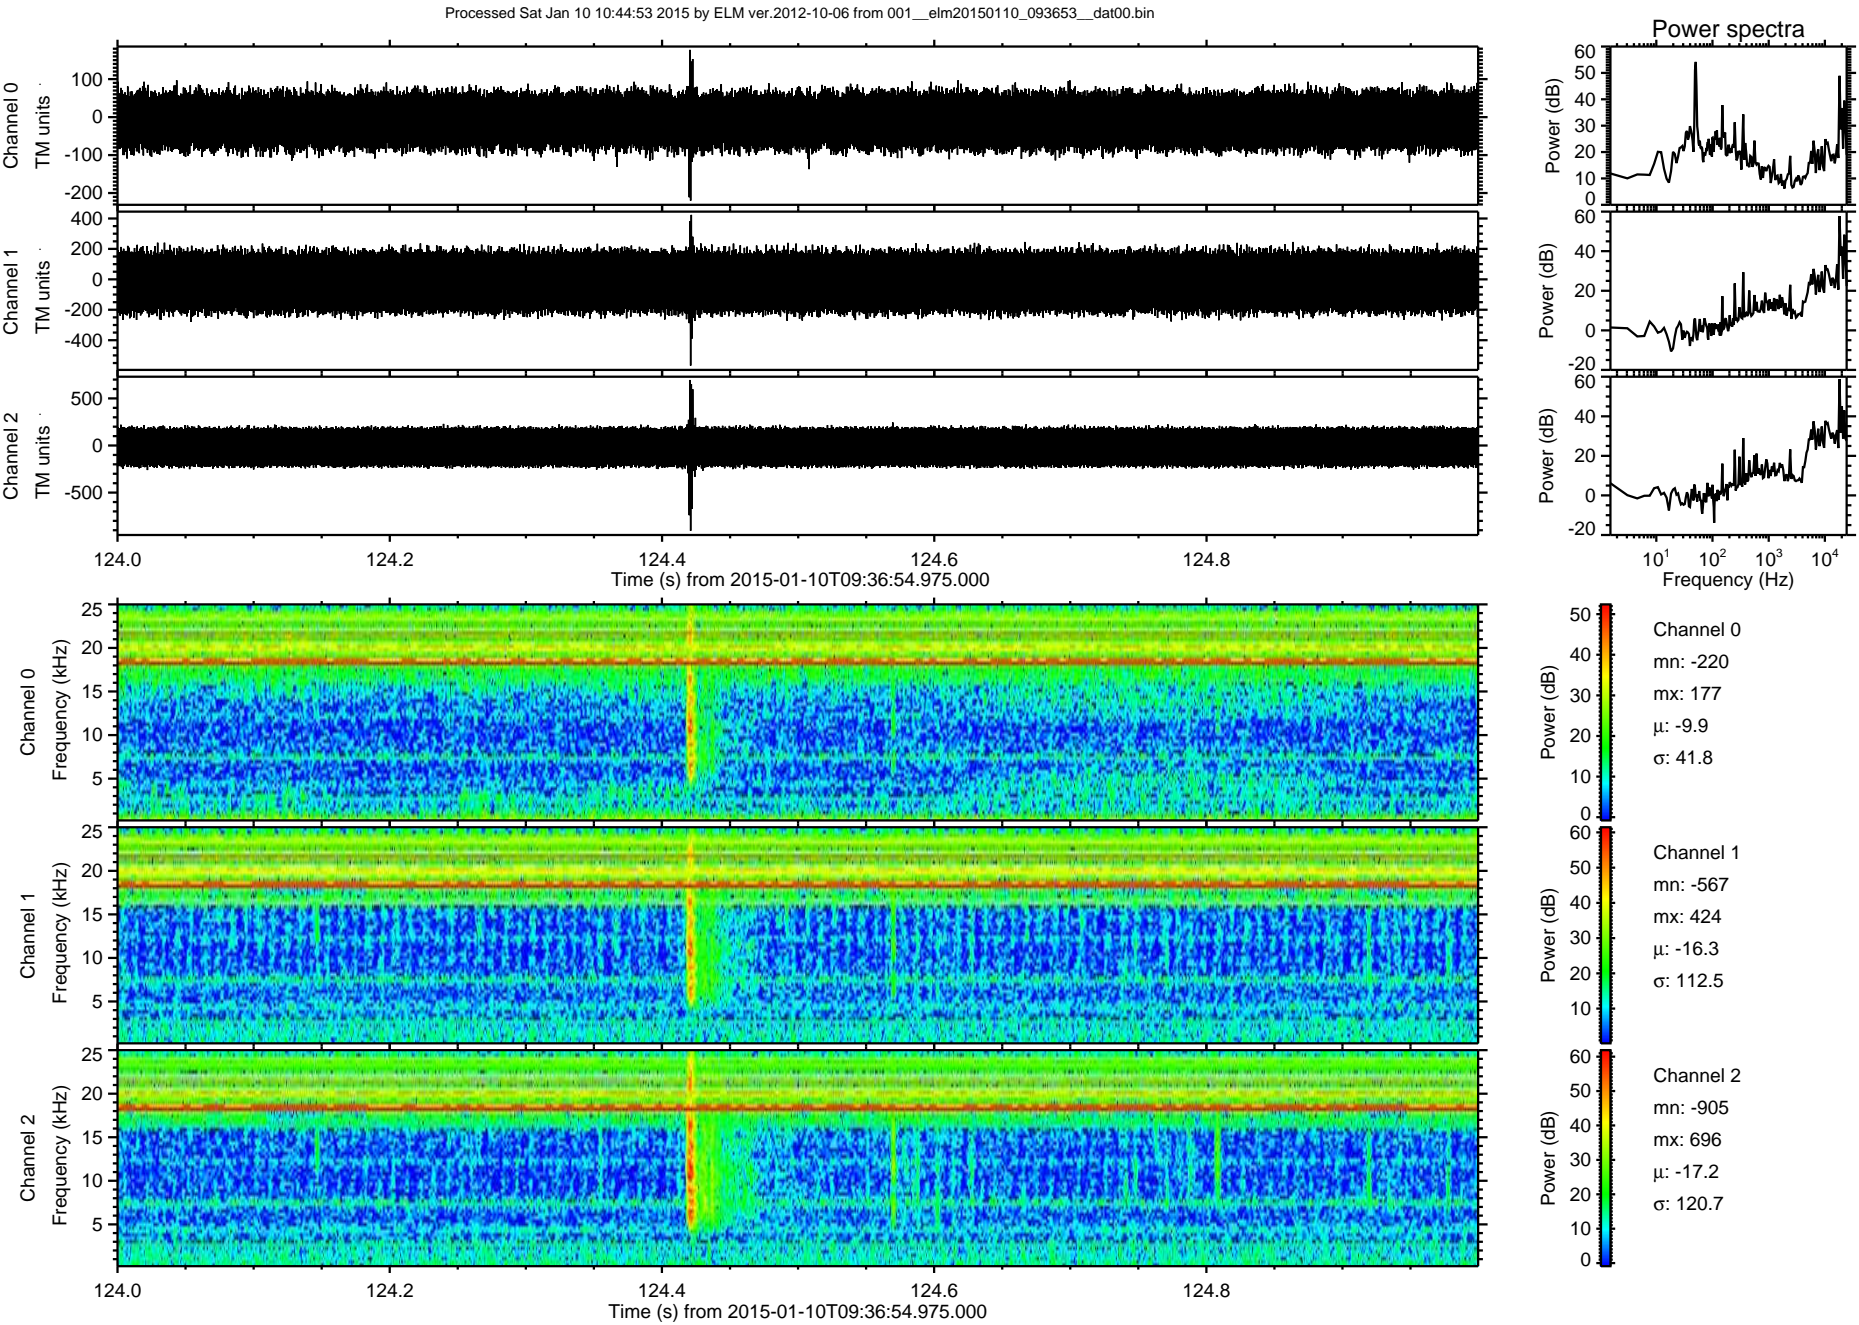 Processed Sat Jan 10 10:44:53 2015 by ELM ver.2012-10-06 from 001__elm20150110_093653__dat00.bin
Power spectra
Channel 0
TM units
100
0
-100
-200
Power (dB)
60
50
40
30
20
10
0
Channel 1
TM units
400
200
0
-200
-400
Power (dB)
60
40
20
0
-20
Channel 2
TM units
500
0
-500
Power (dB)
60
40
20
0
-20
124.0 124.2 124.4 124.6 124.8
Time (s) from 2015-01-10T09:36:54.975.000
10^1 10^2 10^3 10^4
Frequency (Hz)
Channel 0
Frequency (kHz)
25
20
15
10
5
Power (dB)
50
40
30
20
10
0
Channel 0
mn: -220
mx: 177
μ: -9.9
σ: 41.8
Channel 1
Frequency (kHz)
25
20
15
10
5
Power (dB)
60
50
40
30
20
10
Channel 1
mn: -567
mx: 424
μ: -16.3
σ: 112.5
Channel 2
Frequency (kHz)
25
20
15
10
5
Power (dB)
60
50
40
30
20
10
0
Channel 2
mn: -905
mx: 696
μ: -17.2
σ: 120.7
124.0 124.2 124.4 124.6 124.8
Time (s) from 2015-01-10T09:36:54.975.000